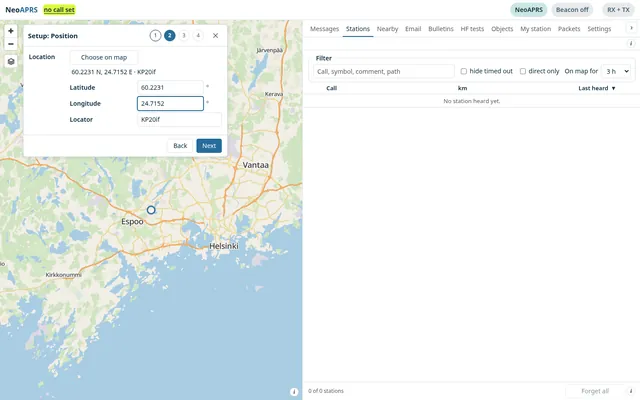 NeoAPRS no call set NeoAPRS Beacon off RX + TX
Setup: Position 1 2 3 4
Location Choose on map
60.2231 N, 24.7152 E · KP20lf
Latitude 60.2231 °
Longitude 24.7152 °
Locator KP20lf
Back Next
Järvenpää
Kerava
Vantaa
Espoo
Helsinki
Kirkkonummi
Messages Stations Nearby Email Bulletins HF tests Objects My station Packets Settings
Filter
Call, symbol, comment, path hide timed out direct only On map for 3 h
Call km Last heard ▼
No station heard yet.
0 of 0 stations Forget all